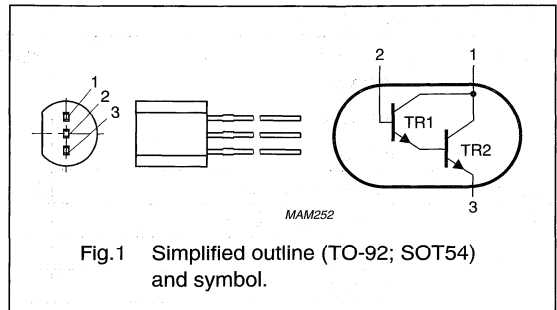 1
2
3
2
1
TR1
TR2
3
MAM252
Fig.1 Simplified outline (TO-92; SOT54)
and symbol.